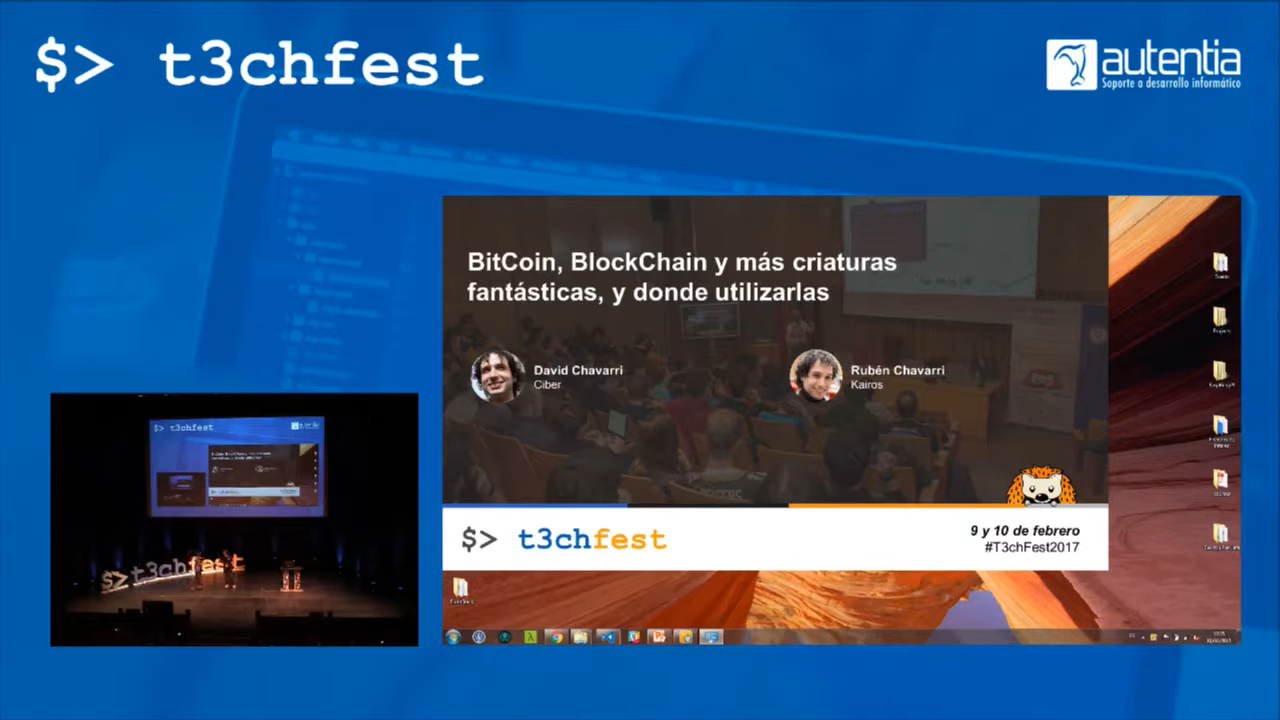 $> t3chfest
autentia
Soporte a desarrollo informático
BitCoin, BlockChain y más criaturas
fantásticas, y donde utilizarlas
David Chavarri
Ciber
Rubén Chavarri
Kairos
$> t3chfest
9 y 10 de febrero
#T3chFest2017
$> t3chfest
$> t3chfest